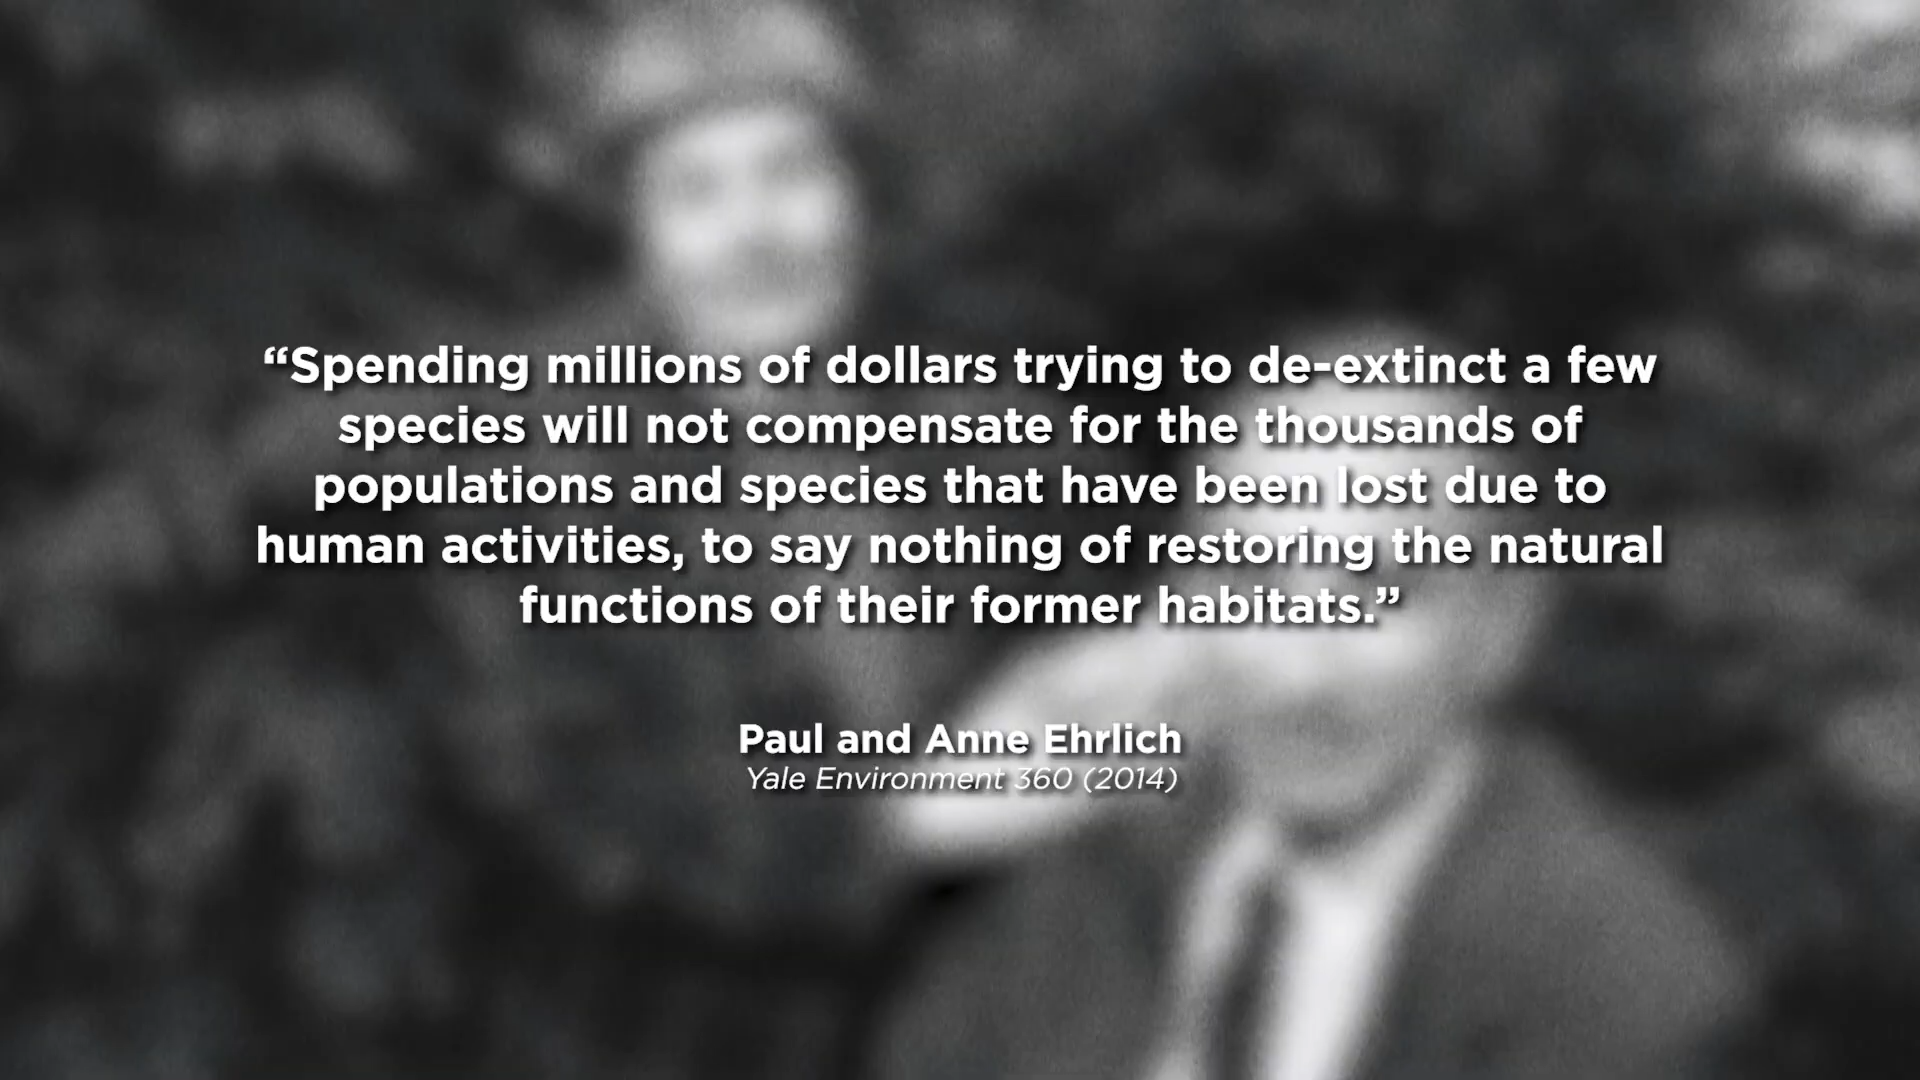 “Spending millions of dollars trying to de-extinct a few
species will not compensate for the thousands of
populations and species that have been lost due to
human activities, to say nothing of restoring the natural
functions of their former habitats.”
Paul and Anne Ehrlich
Yale Environment 360 (2014)